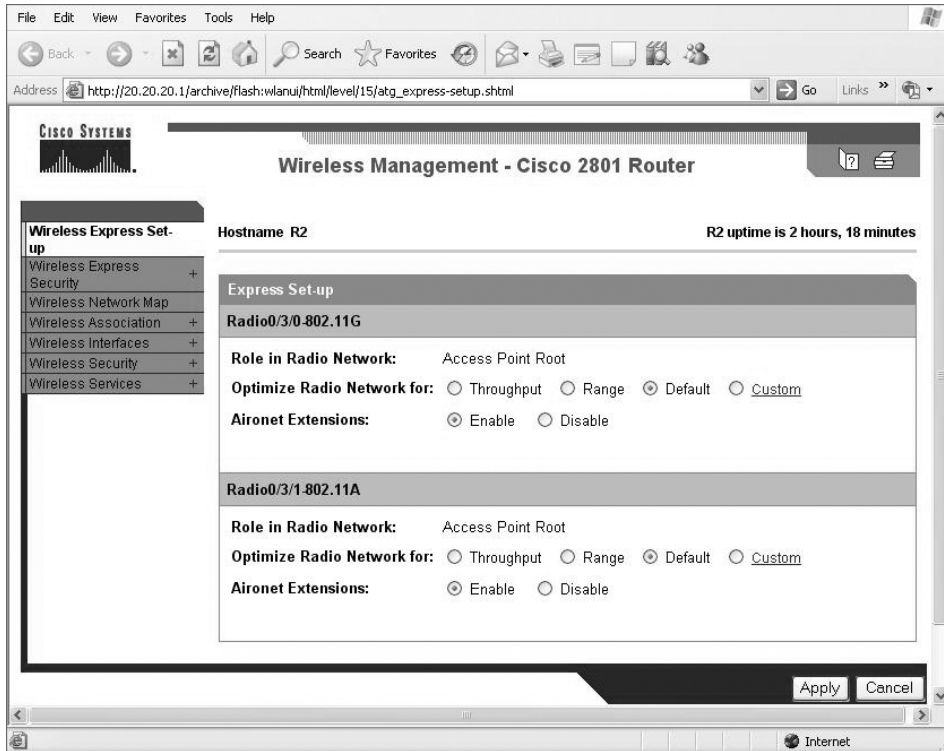 File Edit View Favorites Tools Help
Back Search Favorites
Address http://20.20.20.1/archive/flash:wlanui/html/level/15/atg_express-setup.shtml Go Links »
CISCO SYSTEMS
Wireless Management - Cisco 2801 Router
Wireless Express Set-
up
Wireless Express
Security +
Wireless Network Map
Wireless Association +
Wireless Interfaces +
Wireless Security +
Wireless Services +
Hostname R2 R2 uptime is 2 hours, 18 minutes
Express Set-up
Radio0/3/0-802.11G
Role in Radio Network: Access Point Root
Optimize Radio Network for: Throughput Range Default Custom
Aironet Extensions: Enable Disable
Radio0/3/1-802.11A
Role in Radio Network: Access Point Root
Optimize Radio Network for: Throughput Range Default Custom
Aironet Extensions: Enable Disable
Apply Cancel
Internet